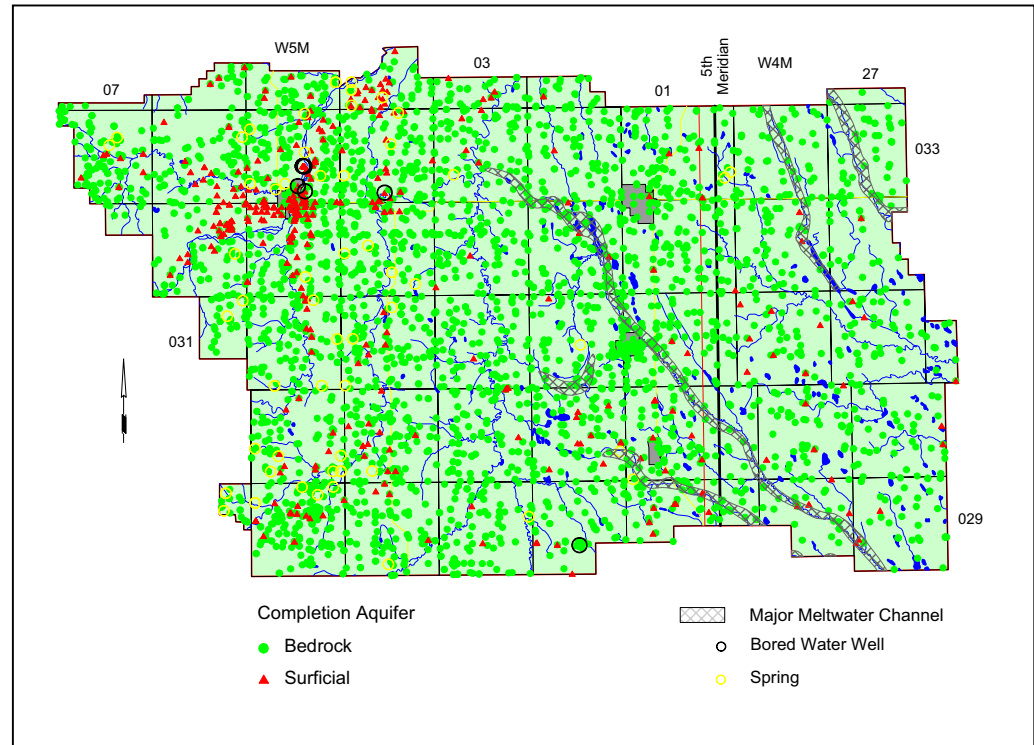 W5M
03
5th
Meridian
W4M
27
07
01
033
031
029
Completion Aquifer
Bedrock
Surficial
Major Meltwater Channel
Bored Water Well
Spring